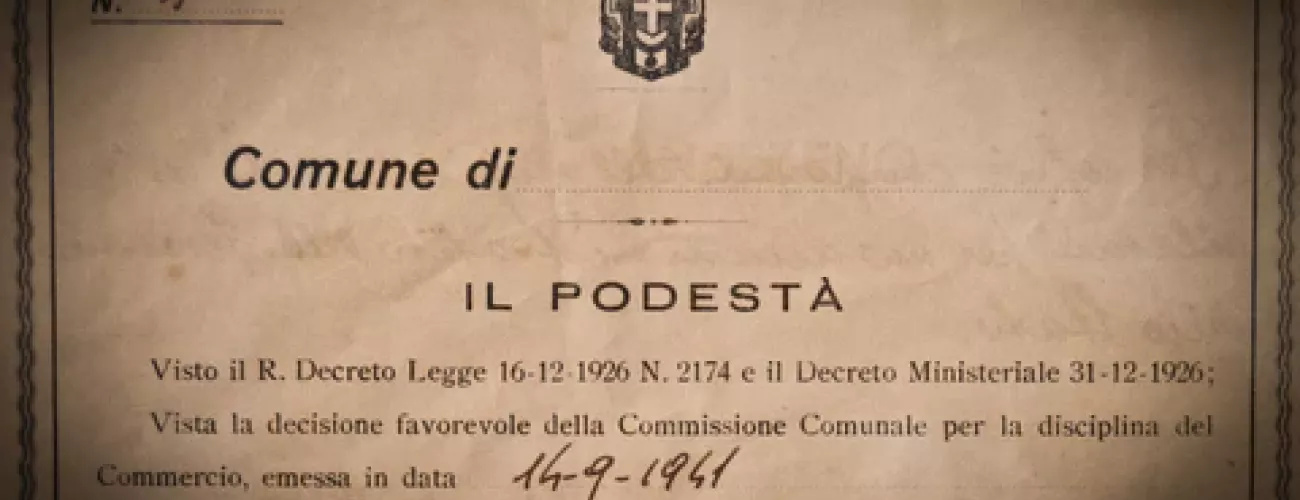 N.
Comune di
IL PODESTÀ
Visto il R. Decreto Legge 16-12-1926 N. 2174 e il Decreto Ministeriale 31-12-1926;
Vista la decisione favorevole della Commissione Comunale per la disciplina del
Commercio, emessa in data 14-9-1941